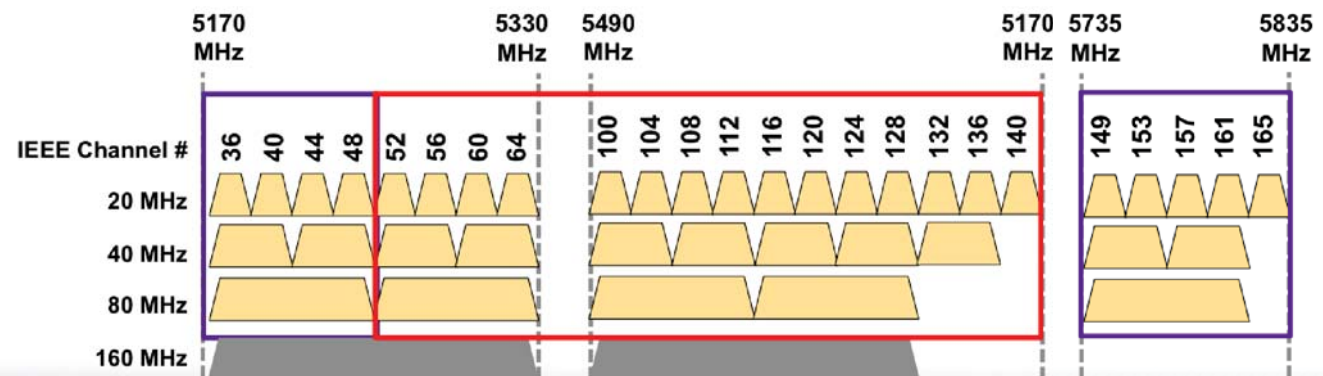 5170 MHz 5330 MHz 5490 MHz 5170 MHz 5735 MHz 5835 MHz
IEEE Channel # 36 40 44 48 52 56 60 64 100 104 108 112 116 120 124 128 132 136 140 149 153 157 161 165
20 MHz
40 MHz
80 MHz
160 MHz